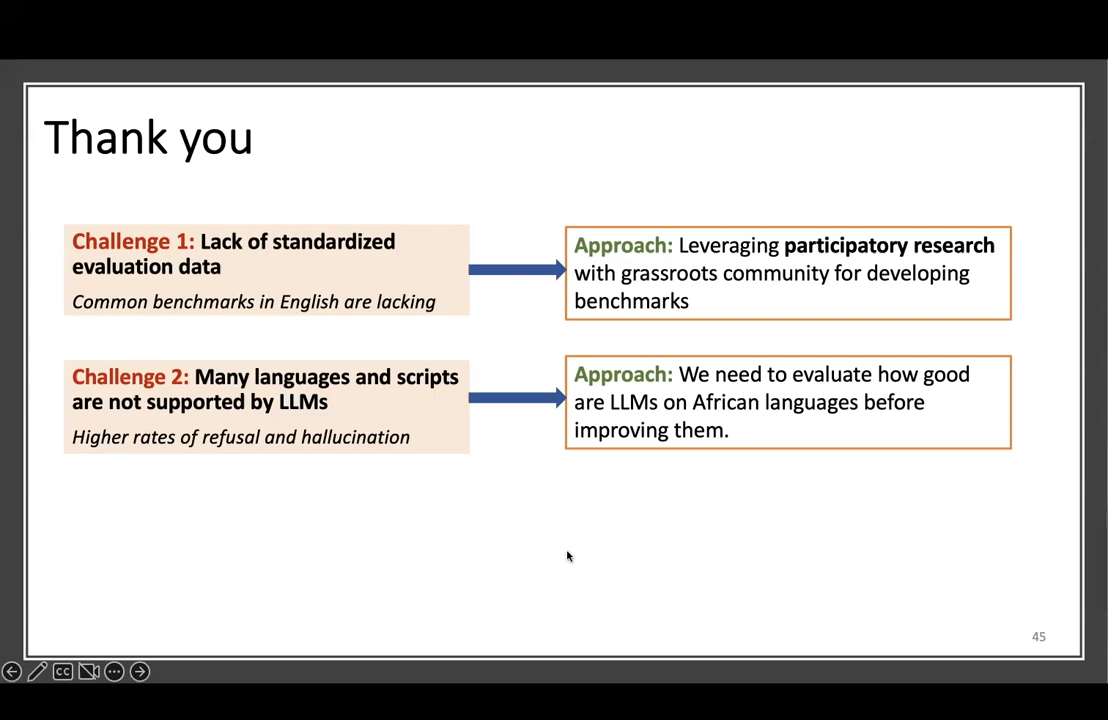 Thank you
Challenge 1: Lack of standardized
evaluation data
Common benchmarks in English are lacking
Approach: Leveraging participatory research
with grassroots community for developing
benchmarks
Challenge 2: Many languages and scripts
are not supported by LLMs
Higher rates of refusal and hallucination
Approach: We need to evaluate how good
are LLMs on African languages before
improving them.
45
CC